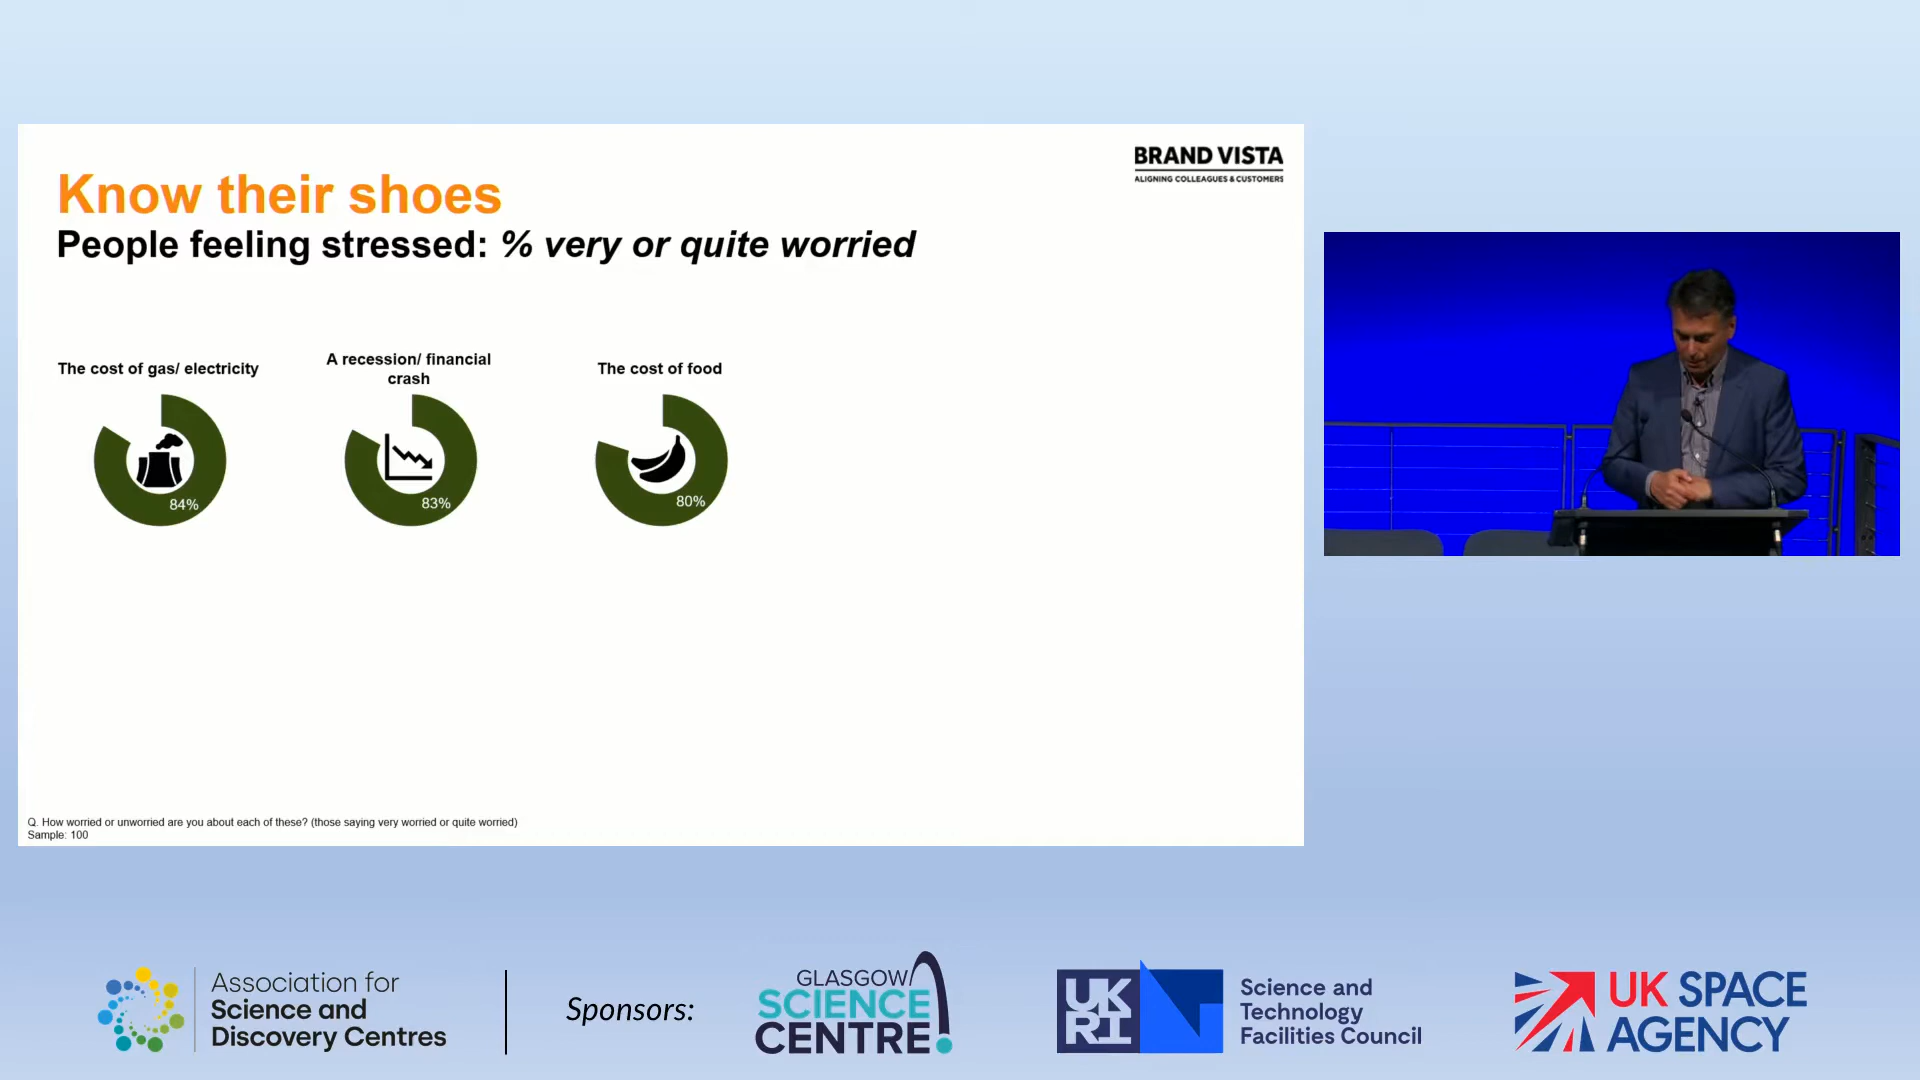 BRAND VISTA
ALIGNING COLLEAGUES & CUSTOMERS
Know their shoes
People feeling stressed: % very or quite worried
The cost of gas/ electricity
A recession/ financial
crash
The cost of food
84%
83%
80%
Q. How worried or unworried are you about each of these? (those saying very worried or quite worried)
Sample: 100
Association for
Science and
Discovery Centres
Sponsors:
GLASGOW
SCIENCE
CENTRE
UK
RI
Science and
Technology
Facilities Council
UK SPACE
AGENCY